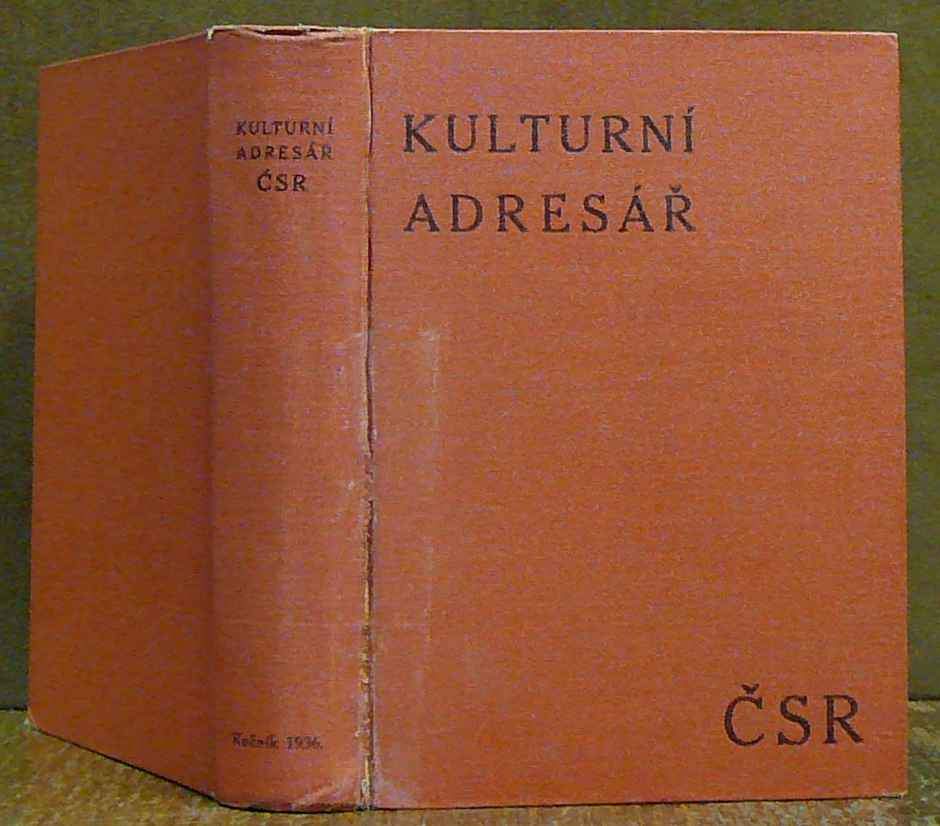 KULTURNÍ
ADRESÁŘ
ČSR
Ročník 1936.
KULTURNÍ
ADRESÁŘ
ČSR